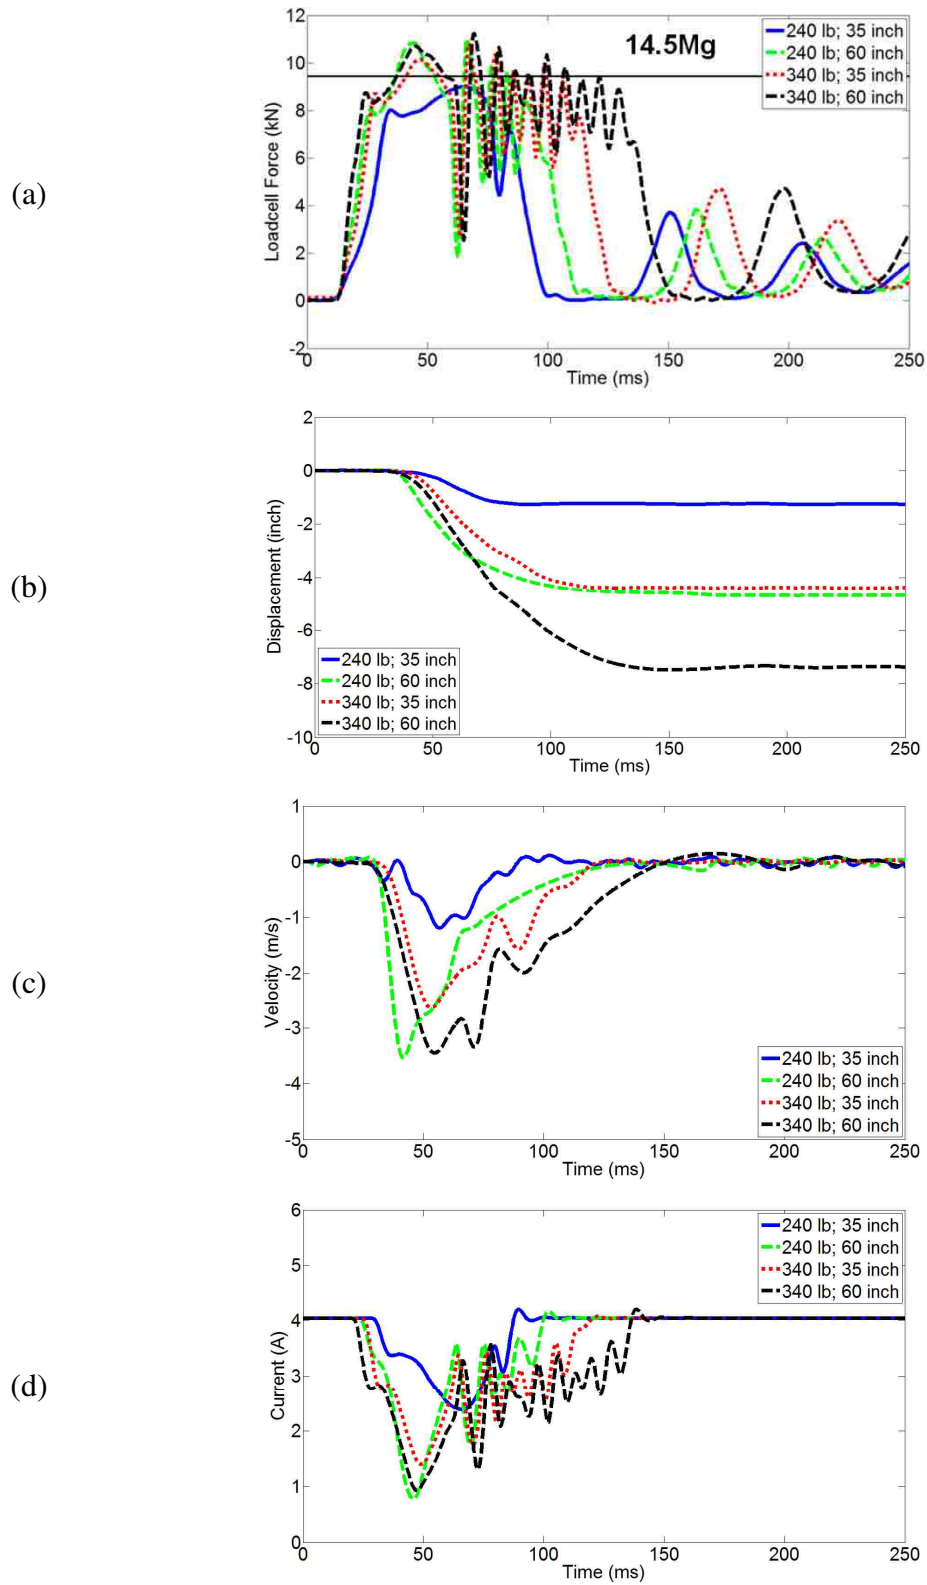 (a)
12
10
8
6
4
2
0
-2
Loadcell Force (kN)
14.5Mg
240 lb; 35 inch
240 lb; 60 inch
340 lb; 35 inch
340 lb; 60 inch
0 50 100 150 200 250
Time (ms)
(b)
2
0
-2
-4
-6
-8
-10
Displacement (inch)
240 lb; 35 inch
240 lb; 60 inch
340 lb; 35 inch
340 lb; 60 inch
0 50 100 150 200 250
Time (ms)
(c)
1
0
-1
-2
-3
-4
-5
Velocity (m/s)
240 lb; 35 inch
240 lb; 60 inch
340 lb; 35 inch
340 lb; 60 inch
0 50 100 150 200 250
Time (ms)
(d)
6
5
4
3
2
1
0
Current (A)
240 lb; 35 inch
240 lb; 60 inch
340 lb; 35 inch
340 lb; 60 inch
0 50 100 150 200 250
Time (ms)